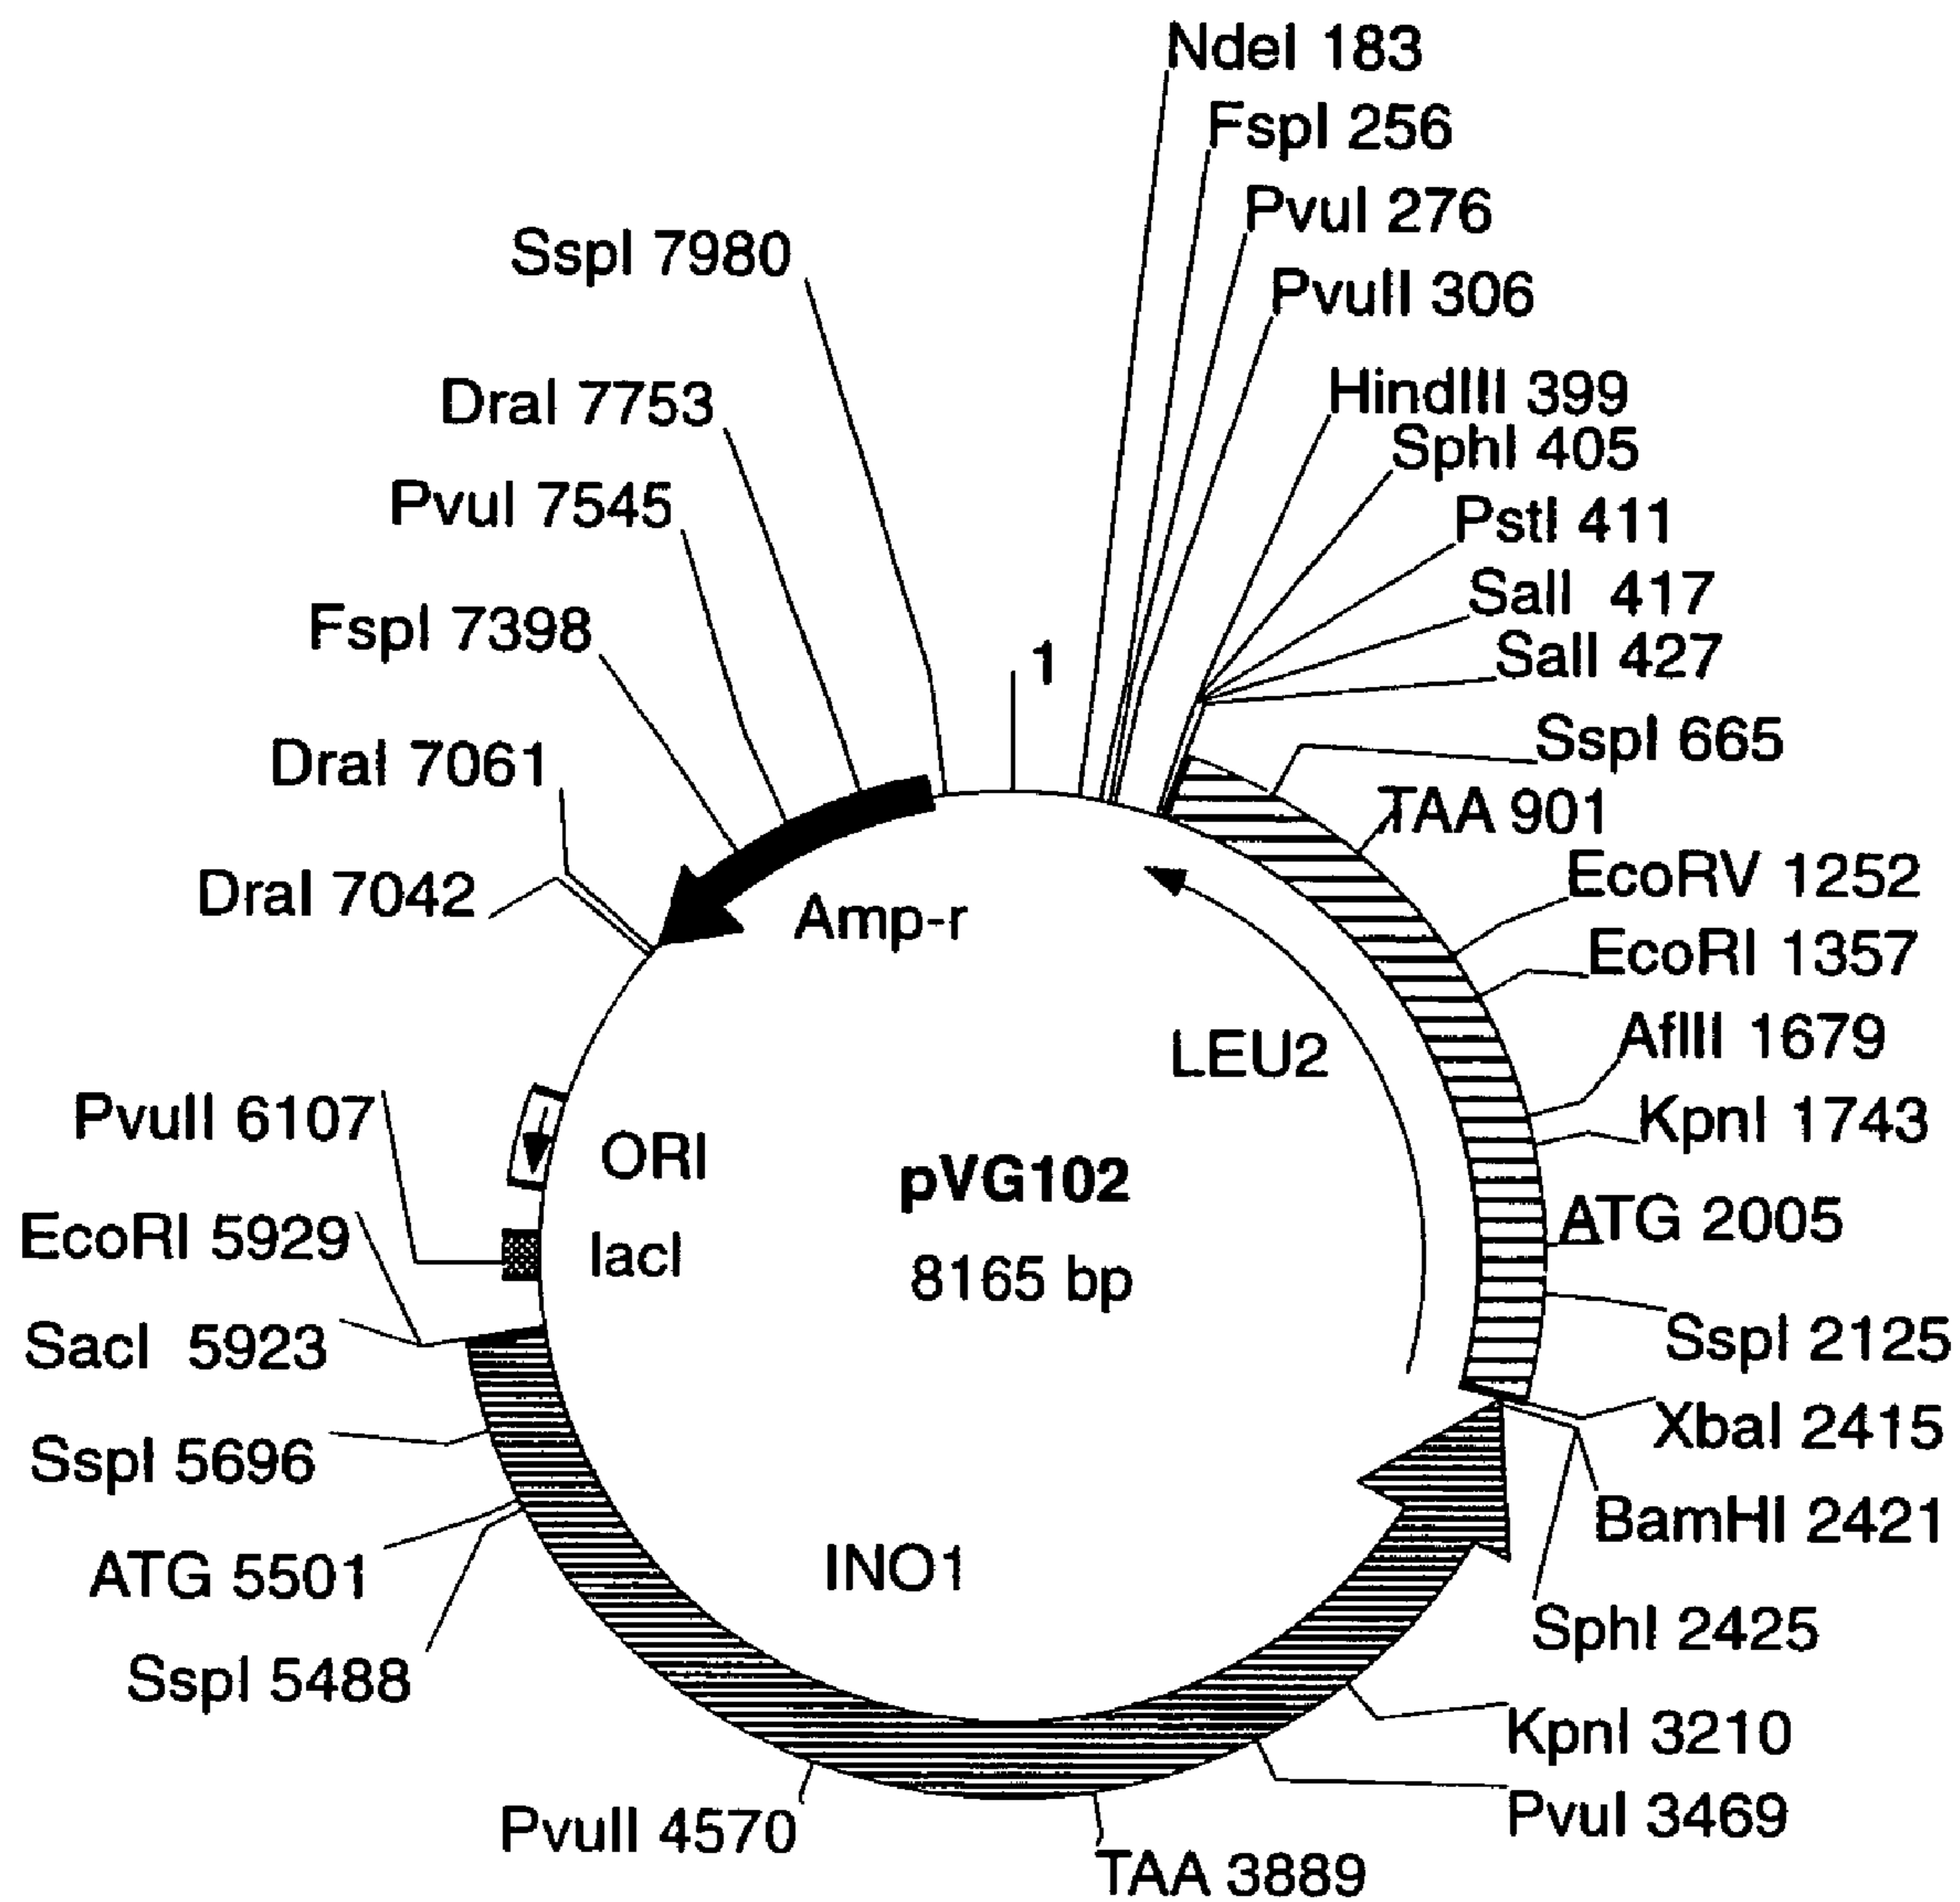 NdeI 183
FspI 256
PvuI 276
PvuII 306
HindIII 399
SphI 405
PstI 411
SalI 417
SalI 427
SspI 665
TAA 901
EcoRV 1252
EcoRI 1357
AflII 1679
KpnI 1743
ATG 2005
SspI 2125
XbaI 2415
BamHI 2421
SphI 2425
KpnI 3210
PvuI 3469
TAA 3889
PvuII 4570
SspI 5488
ATG 5501
SspI 5696
SacI 5923
EcoRI 5929
PvuII 6107
DraI 7042
DraI 7061
FspI 7398
PvuI 7545
DraI 7753
SspI 7980
1
Amp-r
LEU2
ORI
lacI
pVG102
8165 bp
INO1